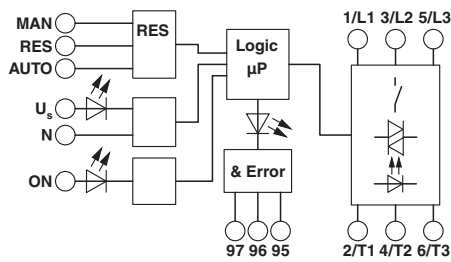 MAN
RES
AUTO
RES
Us
N
ON
Logic
µP
& Error
97 96 95
1/L1 3/L2 5/L3
2/T1 4/T2 6/T3